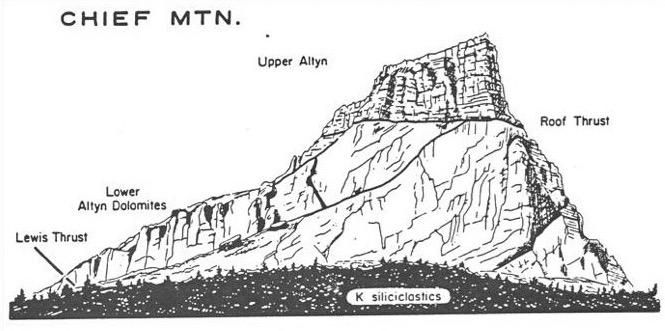 CHIEF MTN.
Upper Altyn
Roof Thrust
Lower
Altyn Dolomites
Lewis Thrust
K siliciclastics